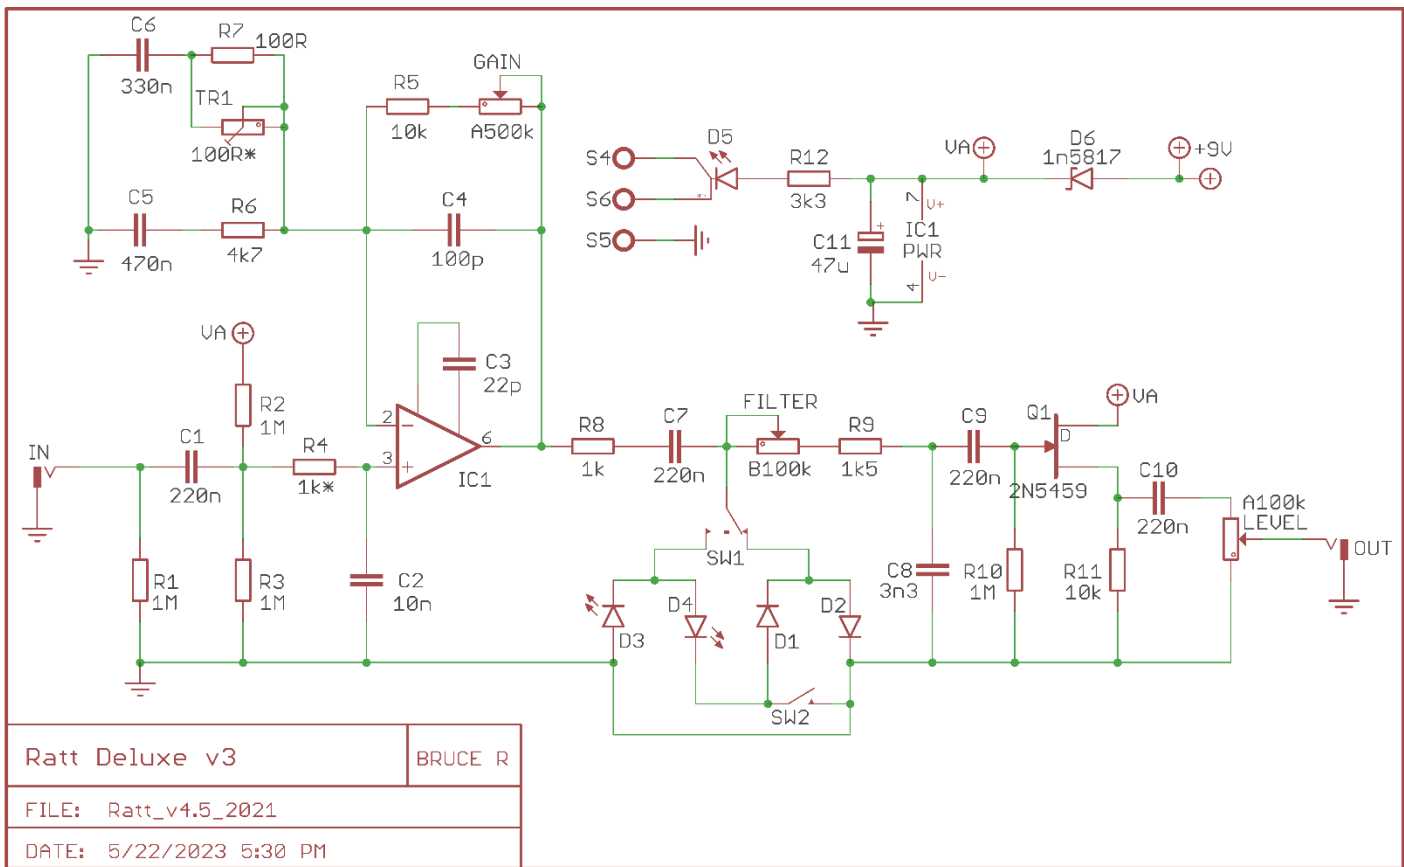 C6
R7
100R
330n
TR1
100R*
C5
470n
R6
4k7
GAIN
R5
10k
A500k
C4
100p
S4
S6
S5
D5
R12
3k3
VA
D6
1n5817
+9V
C11
47u
+
7
V+
IC1
PWR
4
V-
VA
R2
1M
C3
22p
2
3
6
IC1
IN
C1
220n
R4
1k*
R1
1M
R3
1M
C2
10n
R8
1k
C7
220n
FILTER
B100k
R9
1k5
C9
220n
Q1
D
2N5459
VA
C10
220n
A100k
LEVEL
OUT
SW1
D3
D4
D1
D2
SW2
C8
3n3
R10
1M
R11
10k
Ratt Deluxe v3
BRUCE R
FILE: Ratt_v4.5_2021
DATE: 5/22/2023 5:30 PM